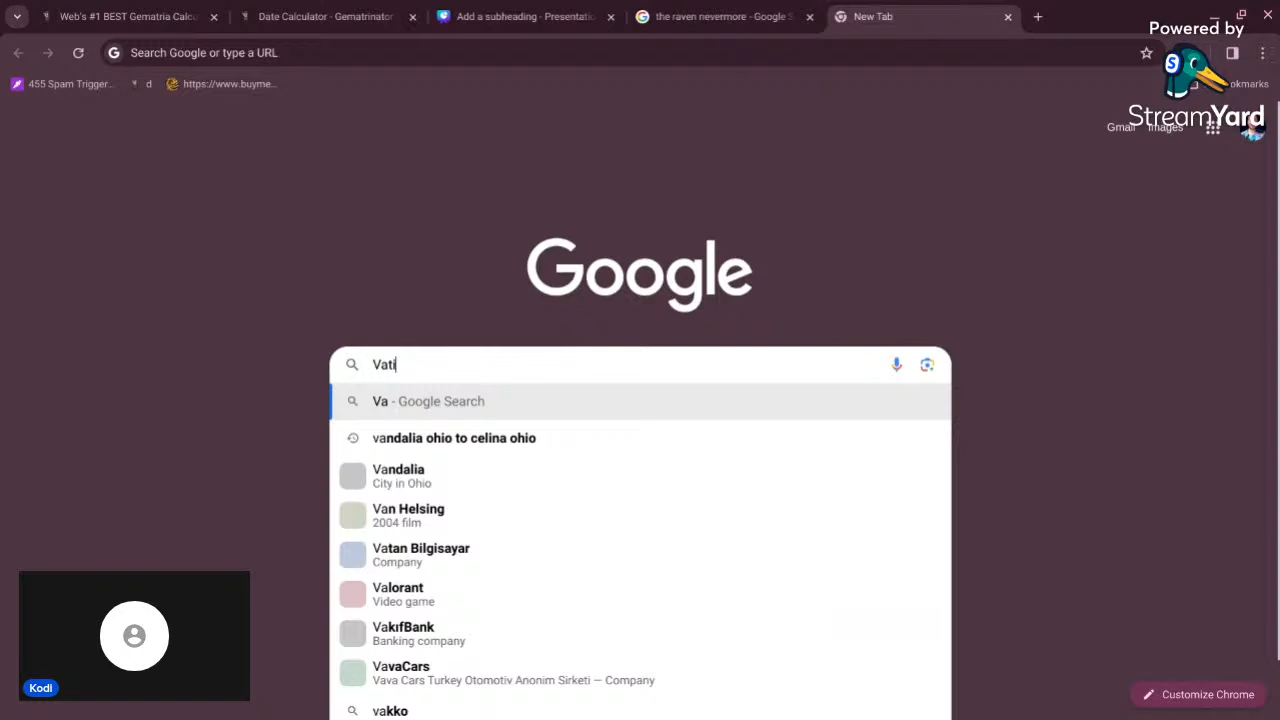 Web's #1 BEST Gematria Calcu
Date Calculator - Gematrinator
Add a subheading - Presentatio
the raven nevermore - Google S
New Tab
Powered by
Search Google or type a URL
455 Spam Trigger...
d
https://www.buyme...
okmarks
StreamYard
Gmail
Images
Google
Vati
Va - Google Search
vandalia ohio to celina ohio
Vandalia
City in Ohio
Van Helsing
2004 film
Vatan Bilgisayar
Company
Valorant
Video game
VakıfBank
Banking company
VavaCars
Vava Cars Turkey Otomotiv Anonim Sirketi — Company
vakko
Kodi
Customize Chrome